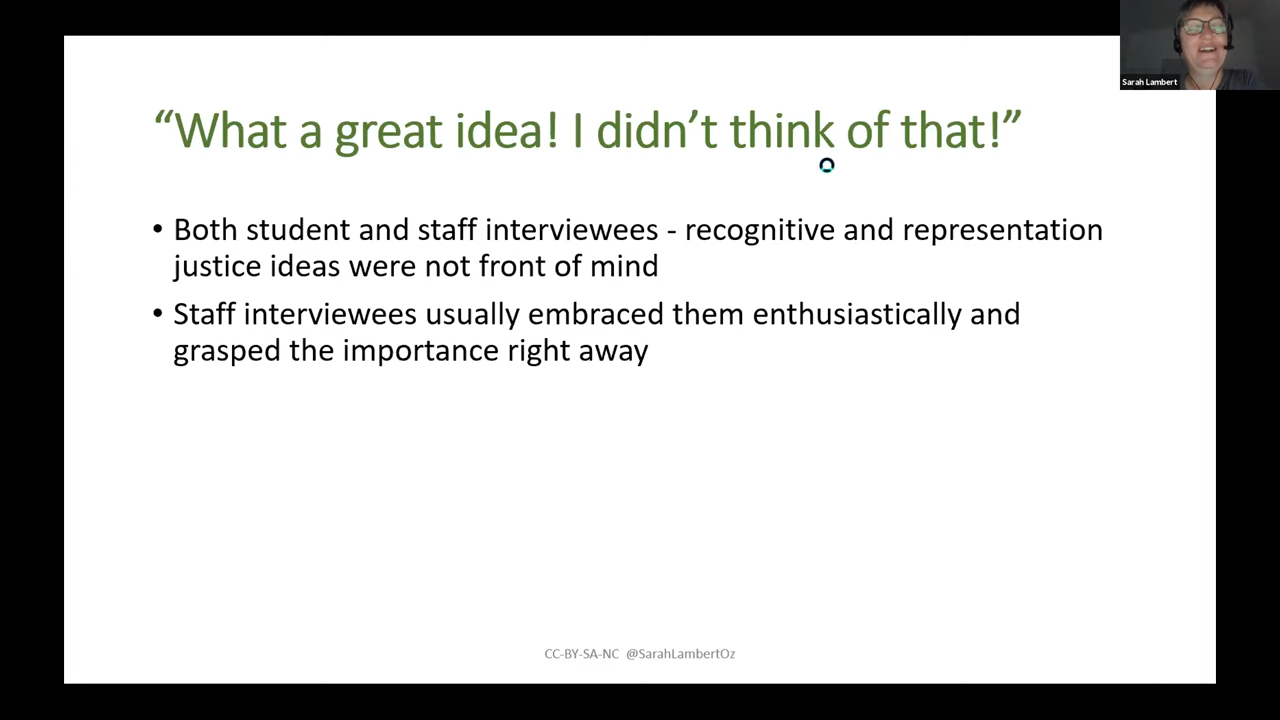 Sarah Lambert
“What a great idea! I didn’t think of that!”
• Both student and staff interviewees - recognitive and representation
justice ideas were not front of mind
• Staff interviewees usually embraced them enthusiastically and
grasped the importance right away
CC-BY-SA-NC @SarahLambertOz